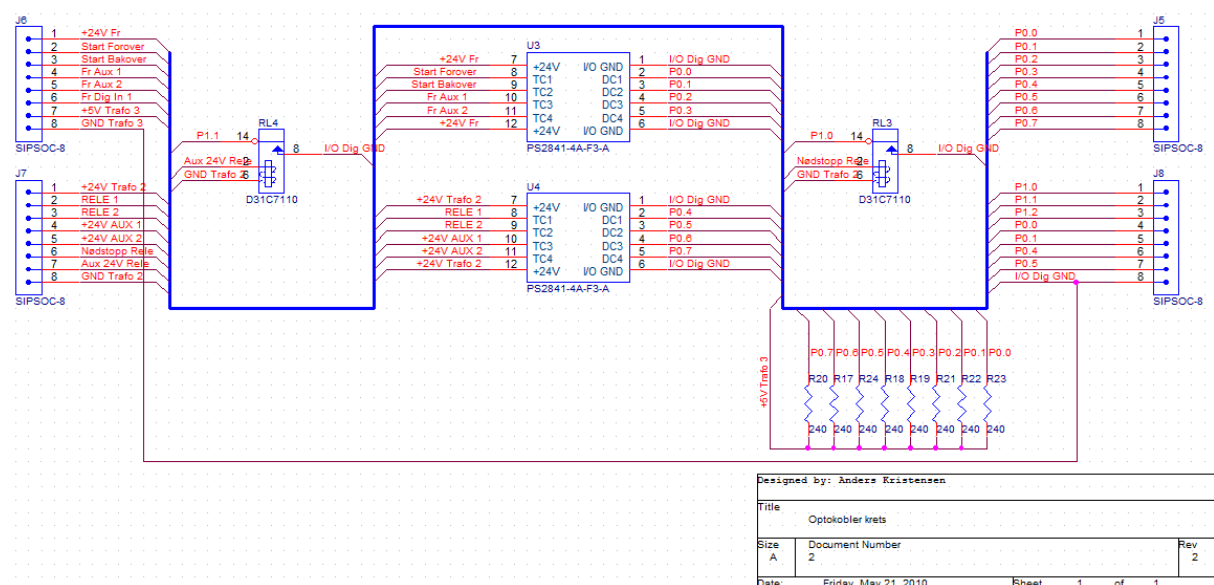 J6
1 +24V Fr
2 Start Forover
3 Start Bakover
4 Fr Aux 1
5 Fr Aux 2
6 Fr Dig In 1
7 +5V Trafo 3
8 GND Trafo 3
SIPSOC-8
J7
1 +24V Trafo 2
2 RELE 1
3 RELE 2
4 +24V AUX 1
5 +24V AUX 2
6 Nødstopp Rele
7 Aux 24V Rele
8 GND Trafo 2
SIPSOC-8
RL4
P1.1 14
8 I/O Dig GND
Aux 24V Rele 2
GND Trafo 2 6
D31C7110
U3
+24V Fr 7 +24V I/O GND 1 I/O Dig GND
Start Forover 8 TC1 DC1 2 P0.0
Start Bakover 9 TC2 DC2 3 P0.1
Fr Aux 1 10 TC3 DC3 4 P0.2
Fr Aux 2 11 TC4 DC4 5 P0.3
+24V Fr 12 +24V I/O GND 6 I/O Dig GND
PS2841-4A-F3-A
U4
+24V Trafo 2 7 +24V I/O GND 1 I/O Dig GND
RELE 1 8 TC1 DC1 2 P0.4
RELE 2 9 TC2 DC2 3 P0.5
+24V AUX 1 10 TC3 DC3 4 P0.6
+24V AUX 2 11 TC4 DC4 5 P0.7
+24V Trafo 2 12 +24V I/O GND 6 I/O Dig GND
PS2841-4A-F3-A
RL3
P1.0 14
8 I/O Dig GND
Nødstopp Rele 2
GND Trafo 2 6
D31C7110
J5
P0.0 1
P0.1 2
P0.2 3
P0.3 4
P0.4 5
P0.5 6
P0.6 7
P0.7 8
SIPSOC-8
J8
P1.0 1
P1.1 2
P1.2 3
P0.0 4
P0.1 5
P0.4 6
P0.5 7
I/O Dig GND 8
SIPSOC-8
+5V Trafo 3
P0.7 P0.6 P0.5 P0.4 P0.3 P0.2 P0.1 P0.0
R20 R17 R24 R18 R19 R21 R22 R23
240 240 240 240 240 240 240 240
Designed by: Anders Kristensen
Title
Optokobler krets
Size Document Number Rev
A 2 2
Date: Friday, May 21, 2010 Sheet 1 of 1